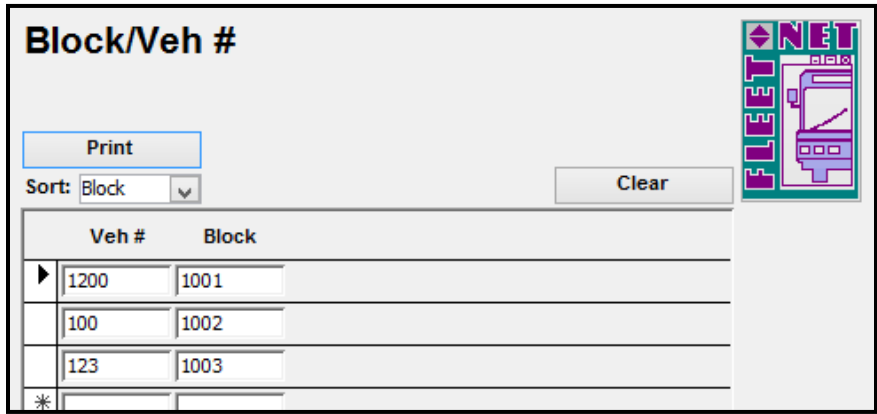 Block/Veh #
FLEET NET
Print
Sort: Block
Clear
Veh # Block
1200 1001
100 1002
123 1003
*